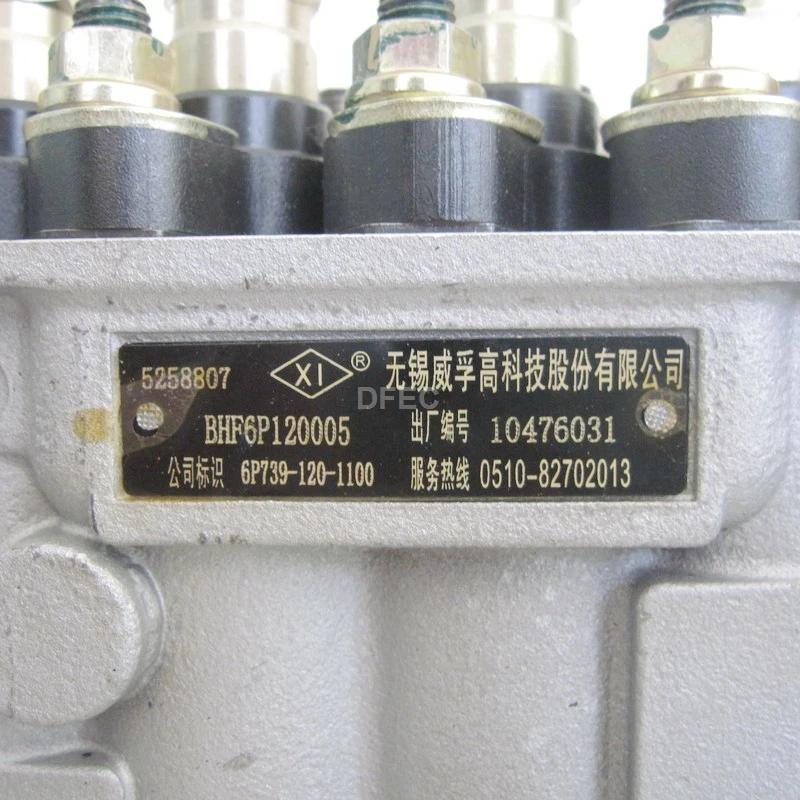 5258807 XI ® 无锡威孚高科技股份有限公司
DFEC
BHF6P120005 出厂编号 10476031
公司标识 6P739-120-1100 服务热线 0510-82702013